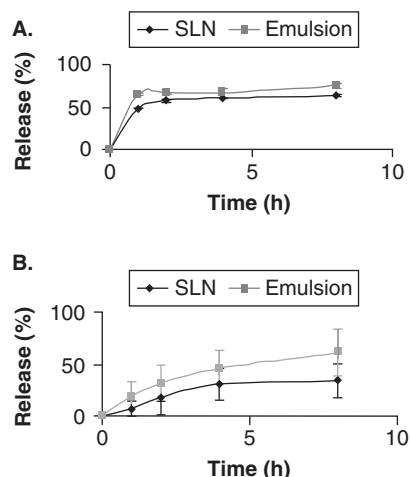 A.
SLN Emulsion
100
50
0
Release (%)
0 5 10
Time (h)
B.
SLN Emulsion
100
50
0
Release (%)
0 5 10
Time (h)